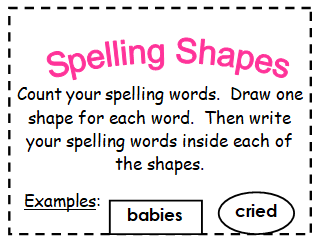 Spelling Shapes
Count your spelling words. Draw one
shape for each word. Then write
your spelling words inside each of
the shapes.
Examples:
babies
cried